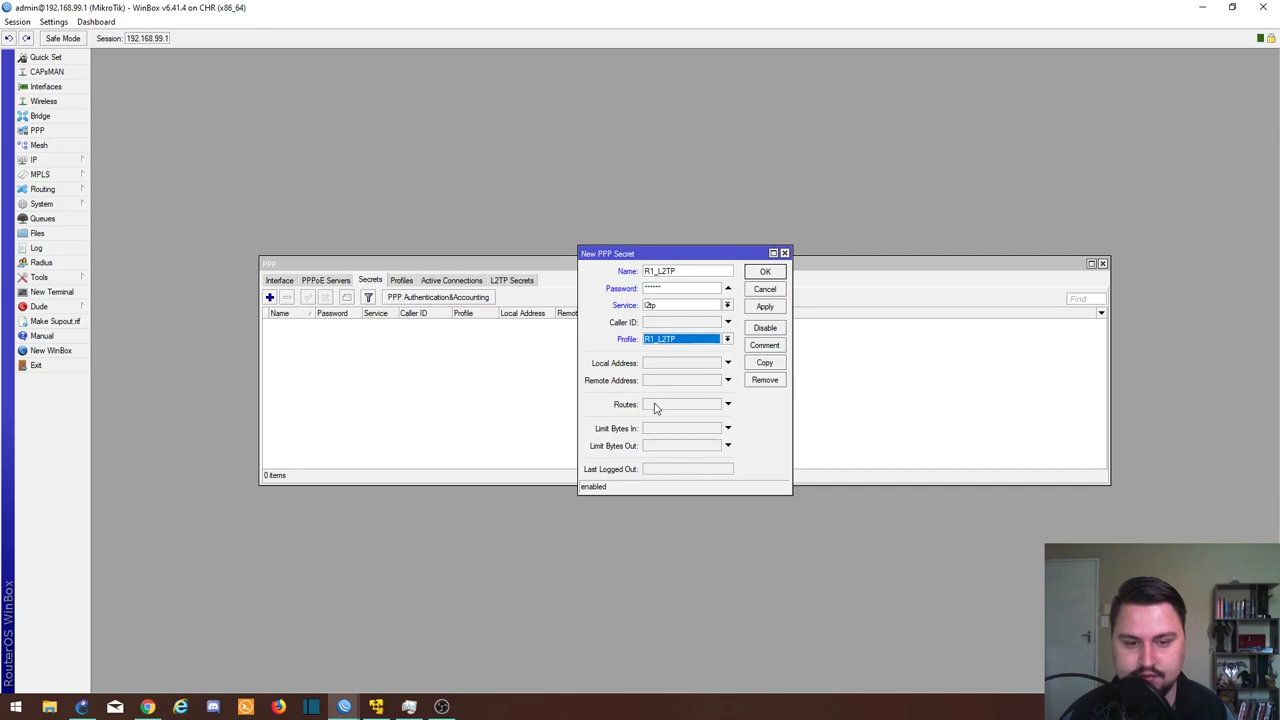 admin@192.168.99.1 (MikroTik) - WinBox v6.41.4 on CHR (x86_64)
Session Settings Dashboard
Safe Mode Session: 192.168.99.1
Quick Set
CAPsMAN
Interfaces
Wireless
Bridge
PPP
Mesh
IP
MPLS
Routing
System
Queues
Files
Log
Radius
Tools
New Terminal
Dude
Make Supout.rif
Manual
New WinBox
Exit
RouterOS WinBox
PPP
Interface PPPoE Servers Secrets Profiles Active Connections L2TP Secrets
PPP Authentication&Accounting Find
Name / Password Service Caller ID Profile Local Address Remo
0 items
New PPP Secret
Name: R1_L2TP
Password: ******
Service: l2tp
Caller ID:
Profile: R1_L2TP
Local Address:
Remote Address:
Routes:
Limit Bytes In:
Limit Bytes Out:
Last Logged Out:
enabled
OK
Cancel
Apply
Disable
Comment
Copy
Remove